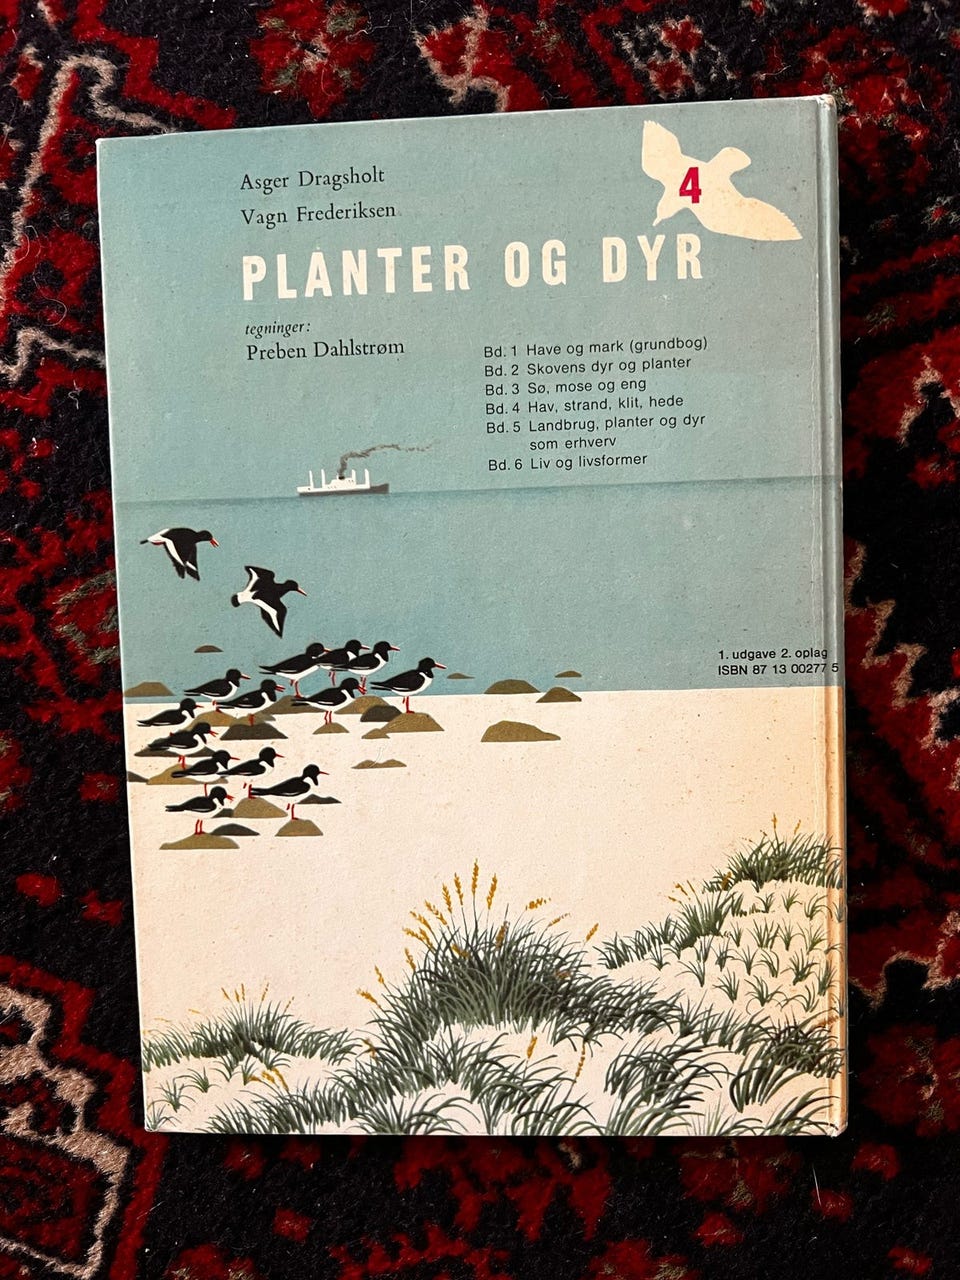 Asger Dragsholt
Vagn Frederiksen
4
PLANTER OG DYR
tegninger:
Preben Dahlstrøm
Bd. 1 Have og mark (grundbog)
Bd. 2 Skovens dyr og planter
Bd. 3 Sø, mose og eng
Bd. 4 Hav, strand, klit, hede
Bd. 5 Landbrug, planter og dyr
som erhverv
Bd. 6 Liv og livsformer
1. udgave 2. oplag
ISBN 87 13 00277 5